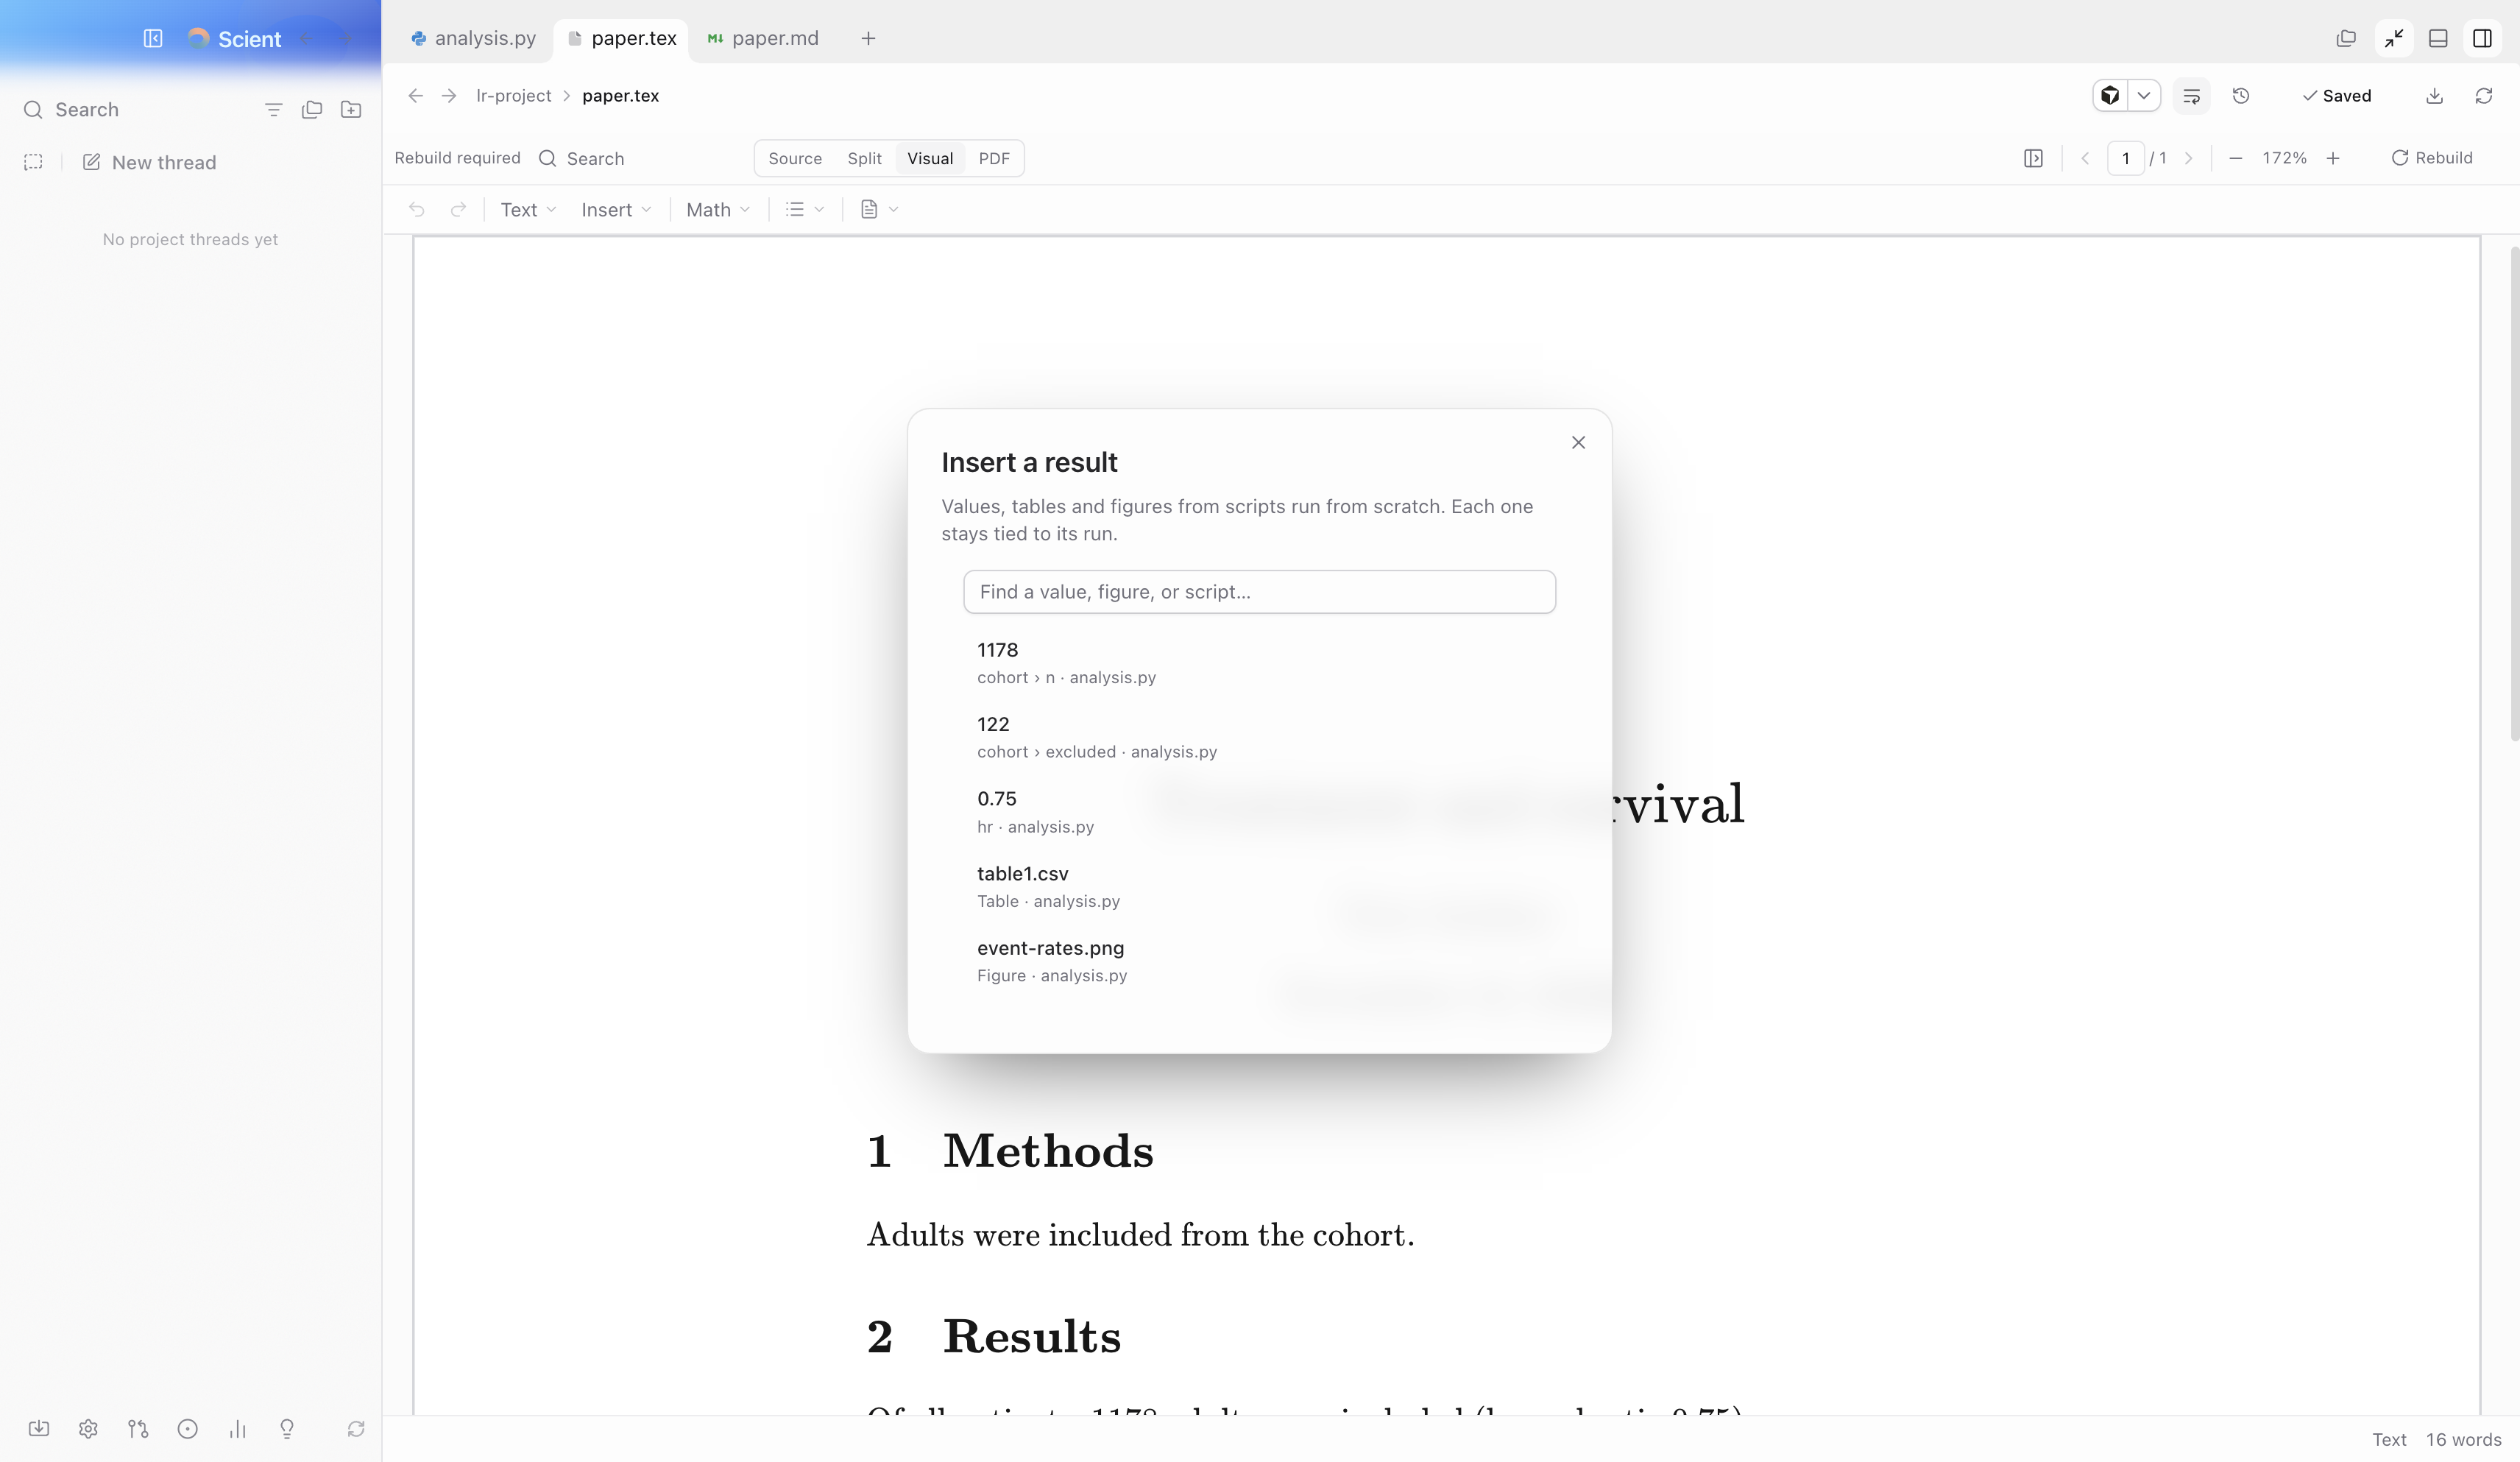 Scient
analysis.py
paper.tex
paper.md
Search
lr-project > paper.tex
Saved
New thread
Rebuild required
Search
Source
Split
Visual
PDF
1 / 1
172%
Rebuild
Text
Insert
Math
No project threads yet
Insert a result
Values, tables and figures from scripts run from scratch. Each one
stays tied to its run.
Find a value, figure, or script...
1178
cohort › n · analysis.py
122
cohort › excluded · analysis.py
0.75
hr · analysis.py
table1.csv
Table · analysis.py
event-rates.png
Figure · analysis.py
1 Methods
Adults were included from the cohort.
2 Results
Text
16 words